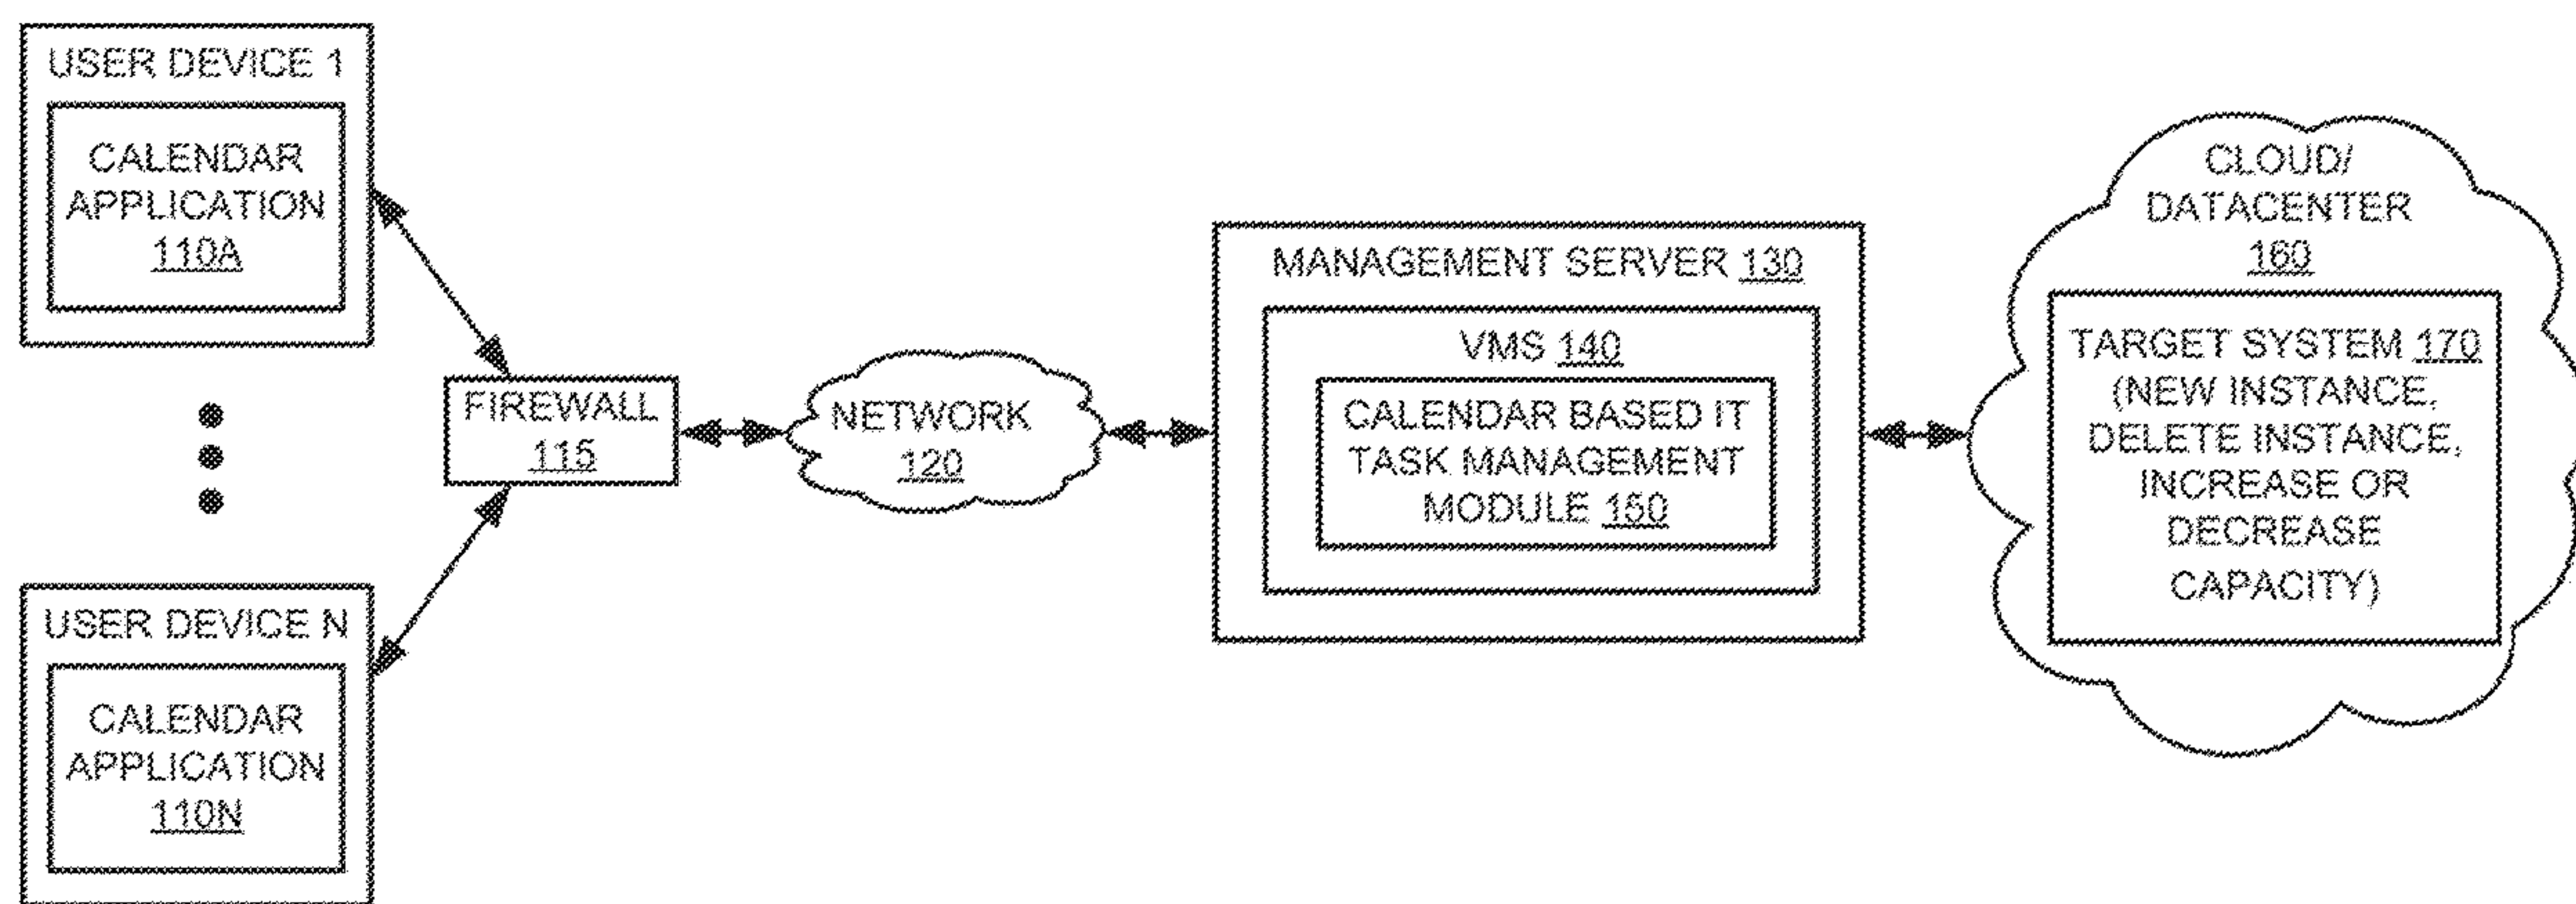 USER DEVICE 1
CALENDAR
APPLICATION
110A
USER DEVICE N
CALENDAR
APPLICATION
110N
FIREWALL
115
NETWORK
120
MANAGEMENT SERVER 130
VMS 140
CALENDAR BASED IT
TASK MANAGEMENT
MODULE 150
CLOUD/
DATACENTER
160
TARGET SYSTEM 170
(NEW INSTANCE,
DELETE INSTANCE,
INCREASE OR
DECREASE
CAPACITY)